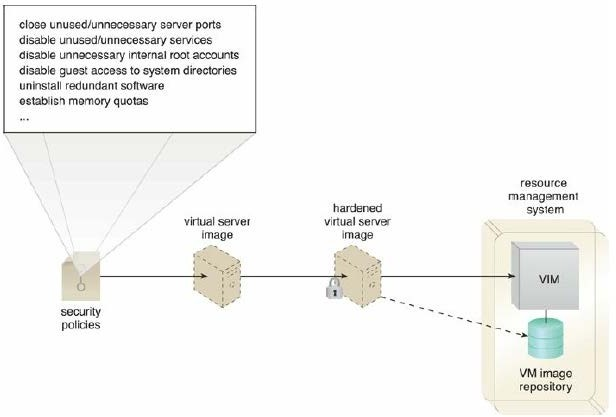 close unused/unnecessary server ports
disable unused/unnecessary services
disable unnecessary internal root accounts
disable guest access to system directories
uninstall redundant software
establish memory quotas
...
resource
management
system
hardened
virtual server
image
virtual server
image
VIM
security
policies
VM image
repository